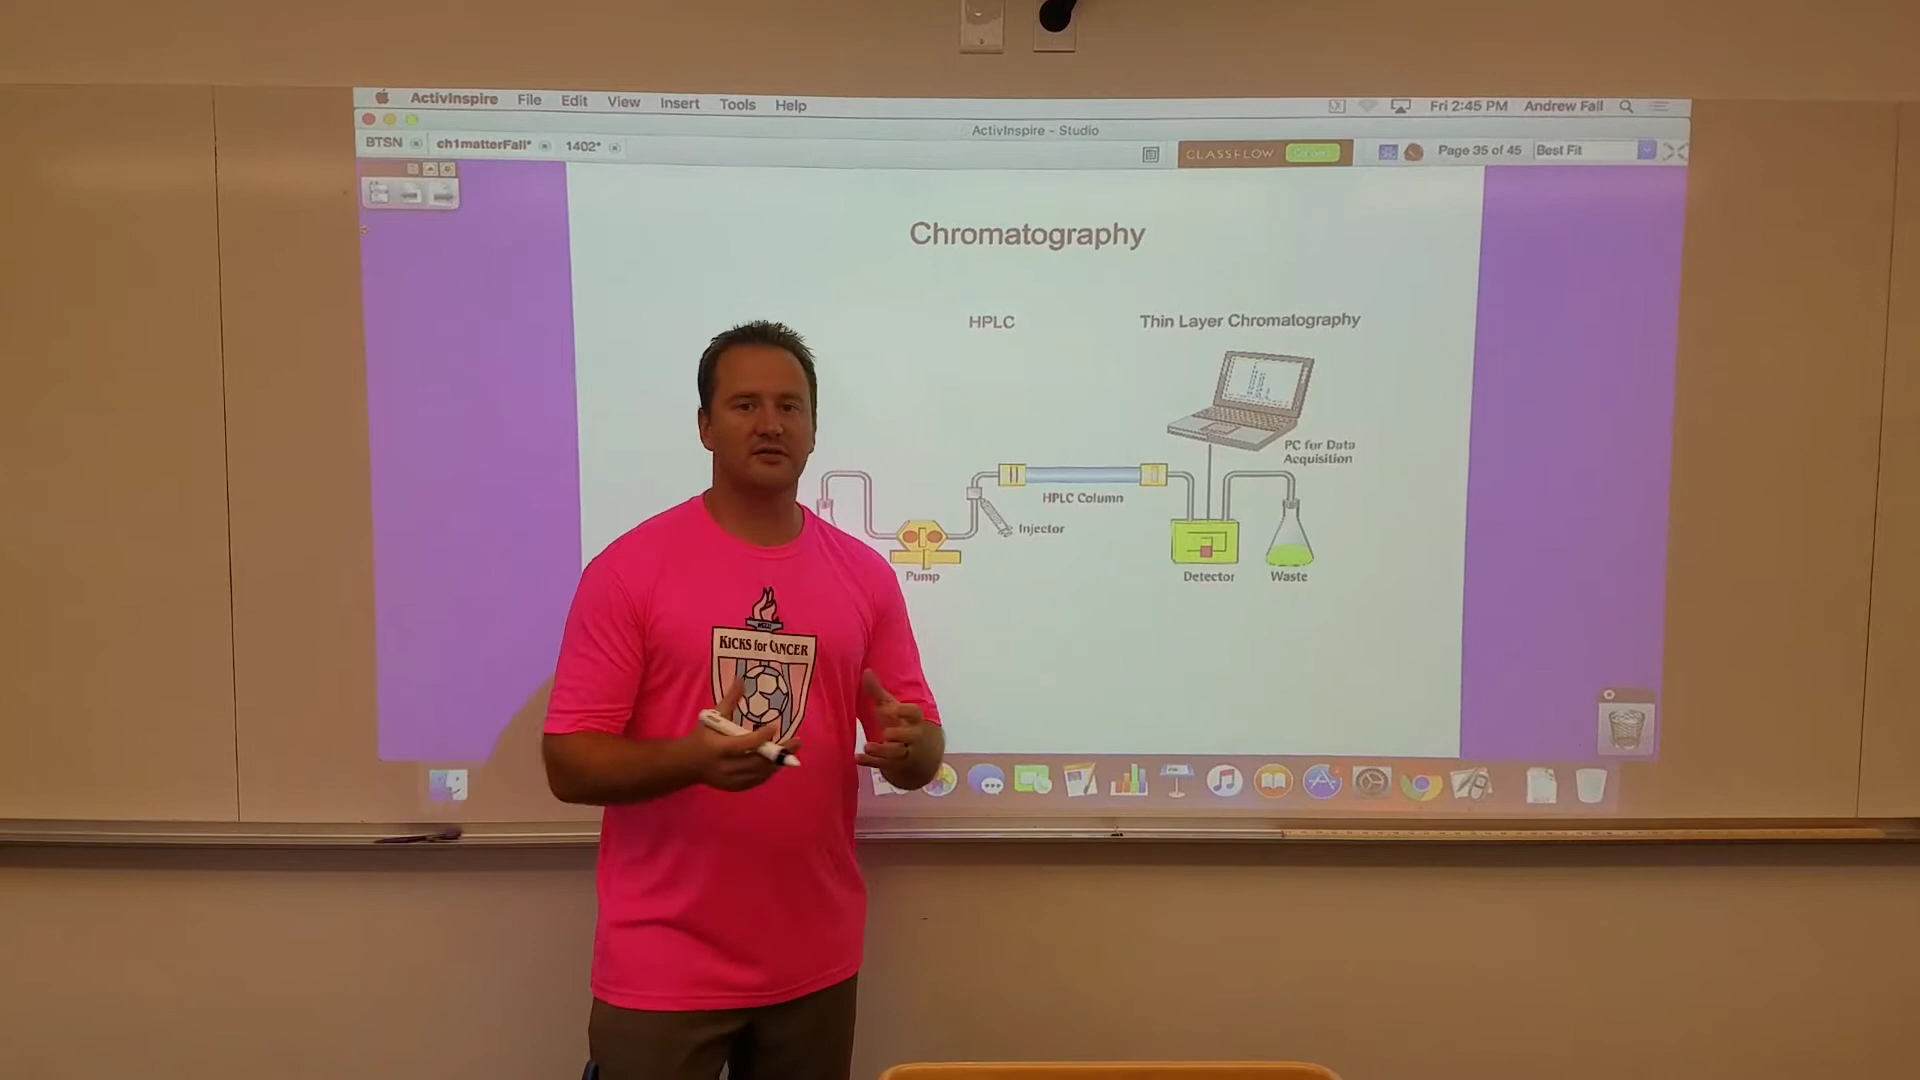 ActivInspire File Edit View Insert Tools Help Fri 2:45 PM Andrew Fall
ActivInspire - Studio
BTSN ch1matterFall* 1402*
CLASSFLOW Page 35 of 45 Best Fit
Chromatography
HPLC Thin Layer Chromatography
PC for Data
Acquisition
HPLC Column
Injector
Pump Detector Waste
KICKS for CANCER